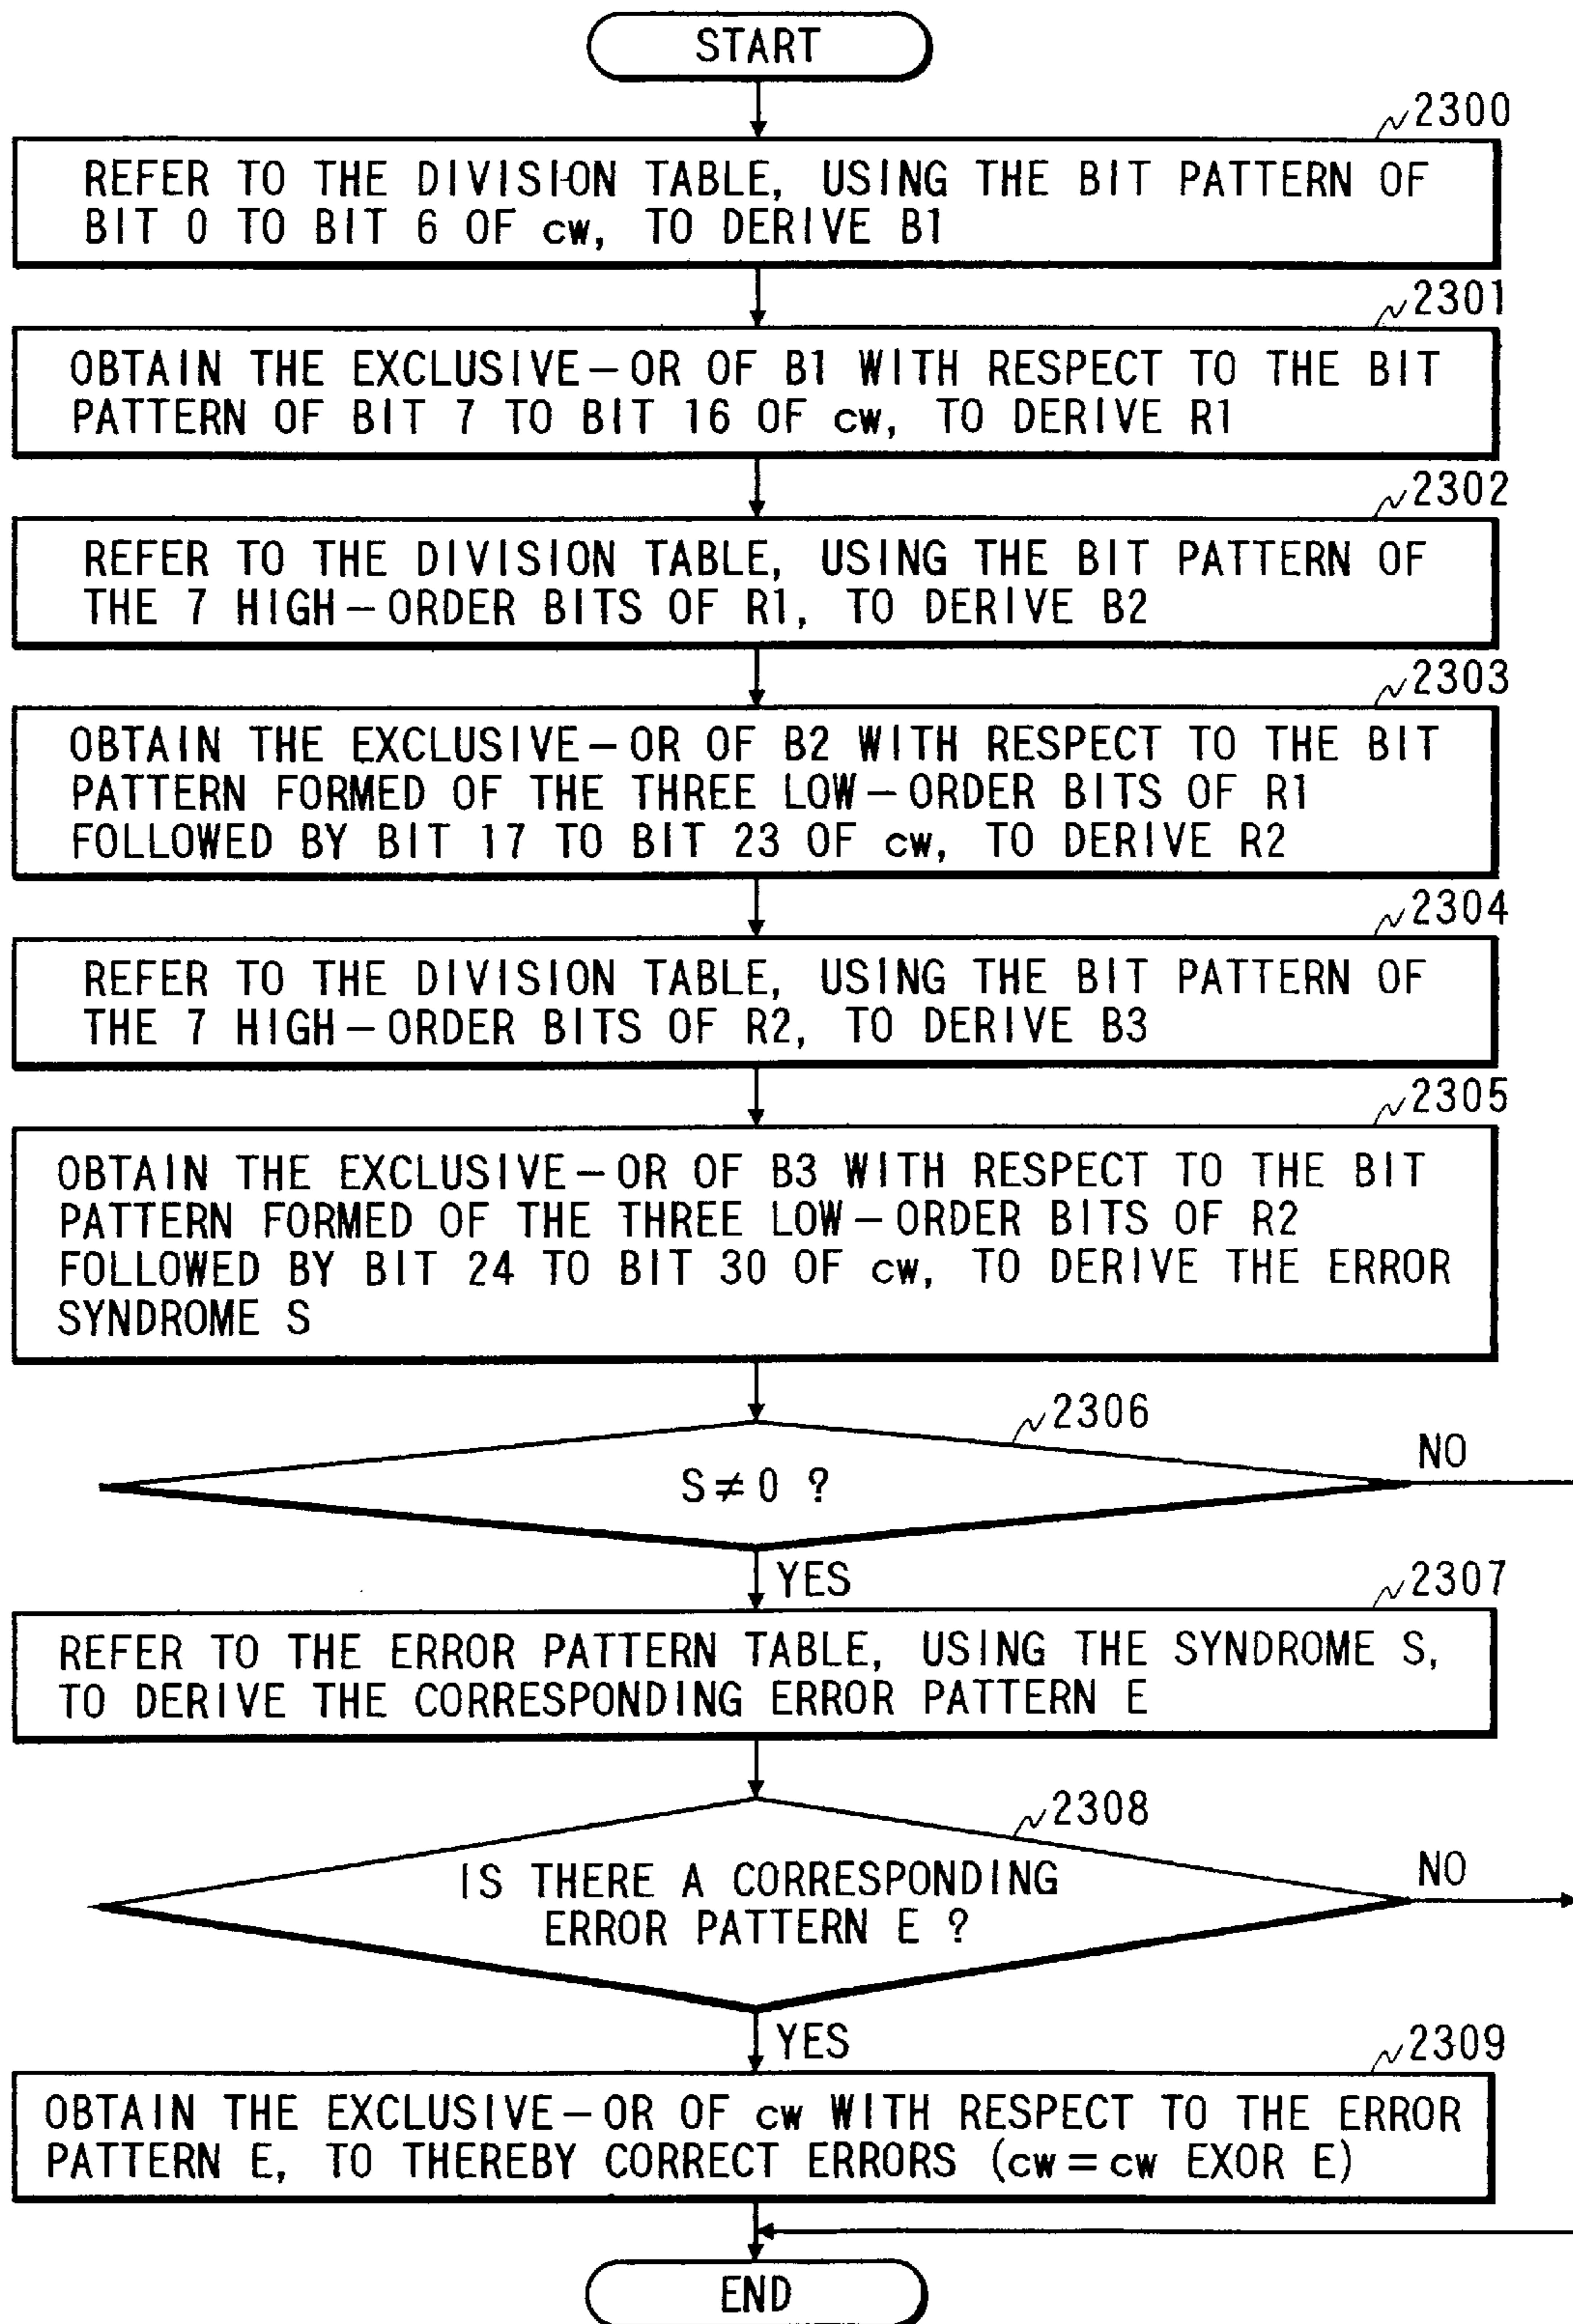 START
2300
REFER TO THE DIVISION TABLE, USING THE BIT PATTERN OF
BIT 0 TO BIT 6 OF cw, TO DERIVE B1
2301
OBTAIN THE EXCLUSIVE-OR OF B1 WITH RESPECT TO THE BIT
PATTERN OF BIT 7 TO BIT 16 OF cw, TO DERIVE R1
2302
REFER TO THE DIVISION TABLE, USING THE BIT PATTERN OF
THE 7 HIGH-ORDER BITS OF R1, TO DERIVE B2
2303
OBTAIN THE EXCLUSIVE-OR OF B2 WITH RESPECT TO THE BIT
PATTERN FORMED OF THE THREE LOW-ORDER BITS OF R1
FOLLOWED BY BIT 17 TO BIT 23 OF cw, TO DERIVE R2
2304
REFER TO THE DIVISION TABLE, USING THE BIT PATTERN OF
THE 7 HIGH-ORDER BITS OF R2, TO DERIVE B3
2305
OBTAIN THE EXCLUSIVE-OR OF B3 WITH RESPECT TO THE BIT
PATTERN FORMED OF THE THREE LOW-ORDER BITS OF R2
FOLLOWED BY BIT 24 TO BIT 30 OF cw, TO DERIVE THE ERROR
SYNDROME S
2306
S≠0 ?
NO
YES
2307
REFER TO THE ERROR PATTERN TABLE, USING THE SYNDROME S,
TO DERIVE THE CORRESPONDING ERROR PATTERN E
2308
IS THERE A CORRESPONDING
ERROR PATTERN E ?
NO
YES
2309
OBTAIN THE EXCLUSIVE-OR OF cw WITH RESPECT TO THE ERROR
PATTERN E, TO THEREBY CORRECT ERRORS (cw=cw EXOR E)
END